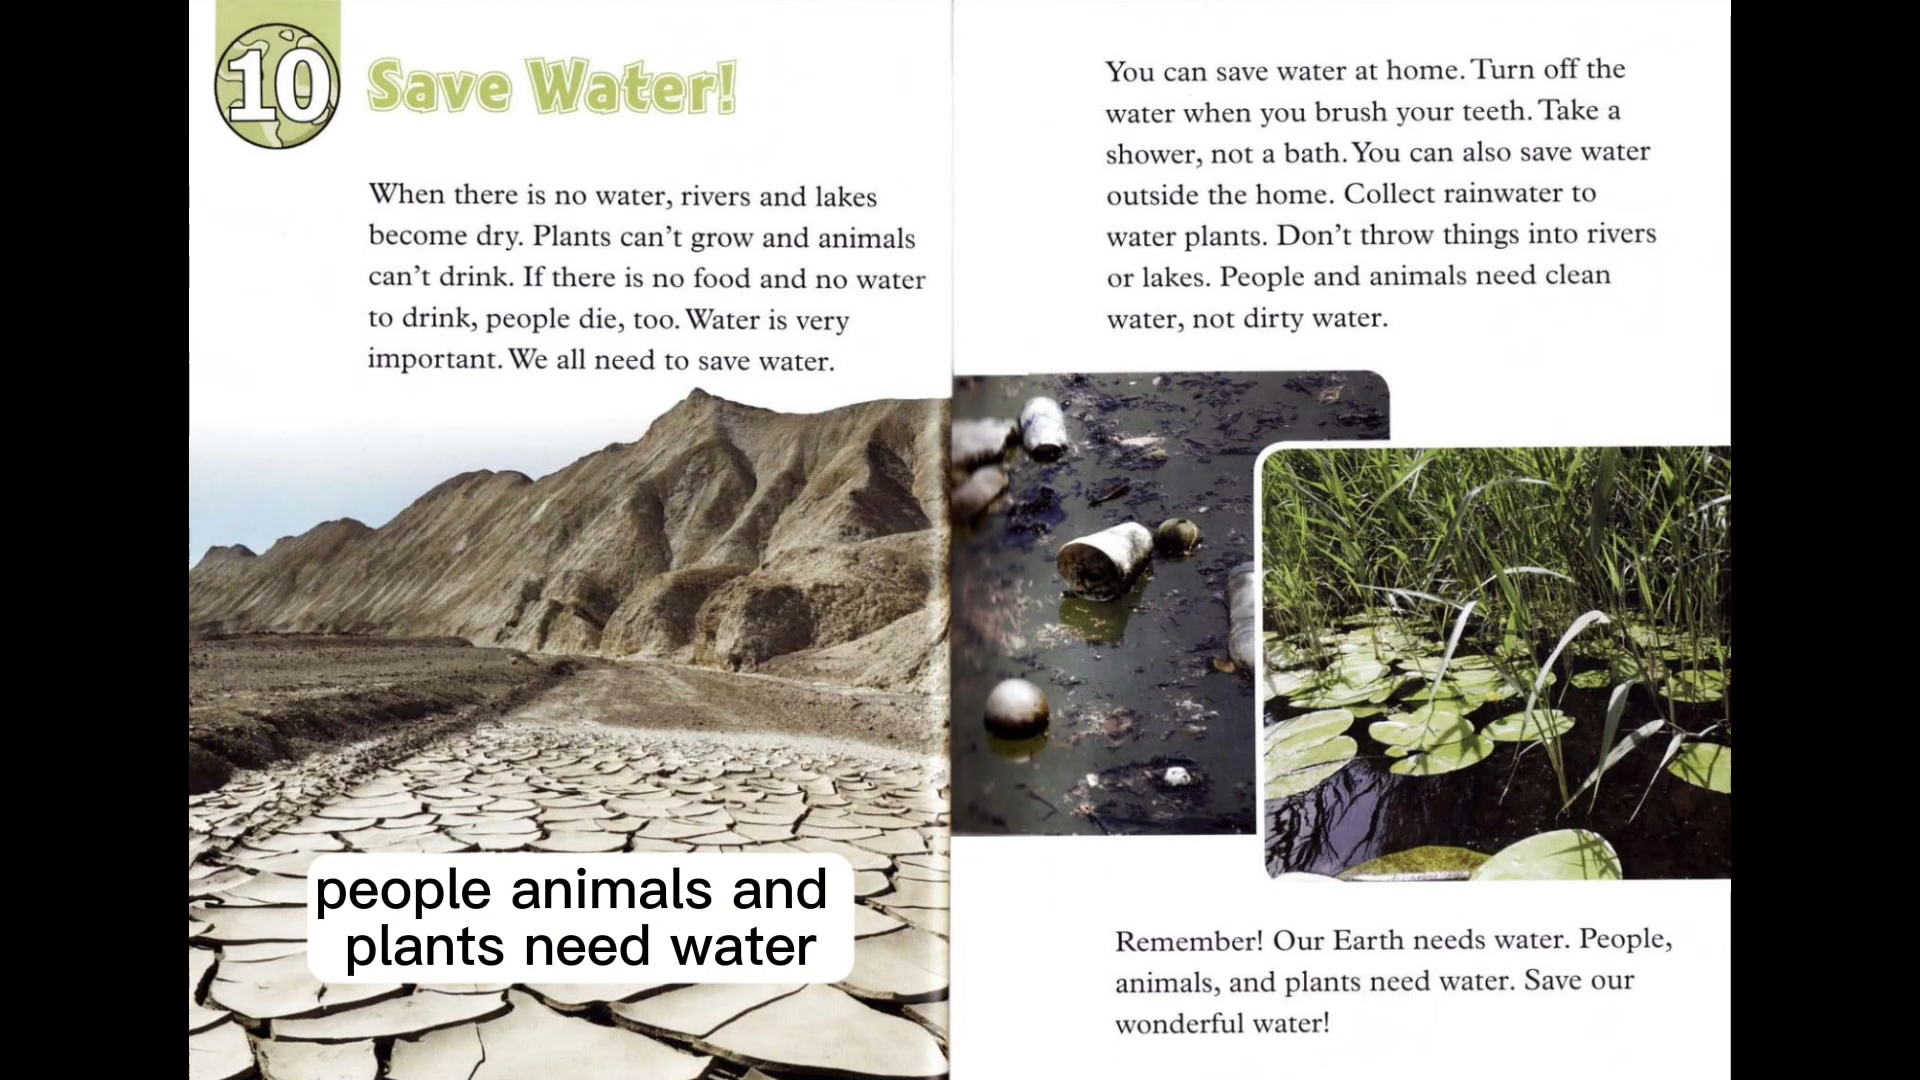 10 Save Water!
When there is no water, rivers and lakes
become dry. Plants can't grow and animals
can't drink. If there is no food and no water
to drink, people die, too. Water is very
important. We all need to save water.
people animals and
plants need water
You can save water at home. Turn off the
water when you brush your teeth. Take a
shower, not a bath. You can also save water
outside the home. Collect rainwater to
water plants. Don't throw things into rivers
or lakes. People and animals need clean
water, not dirty water.
Remember! Our Earth needs water. People,
animals, and plants need water. Save our
wonderful water!